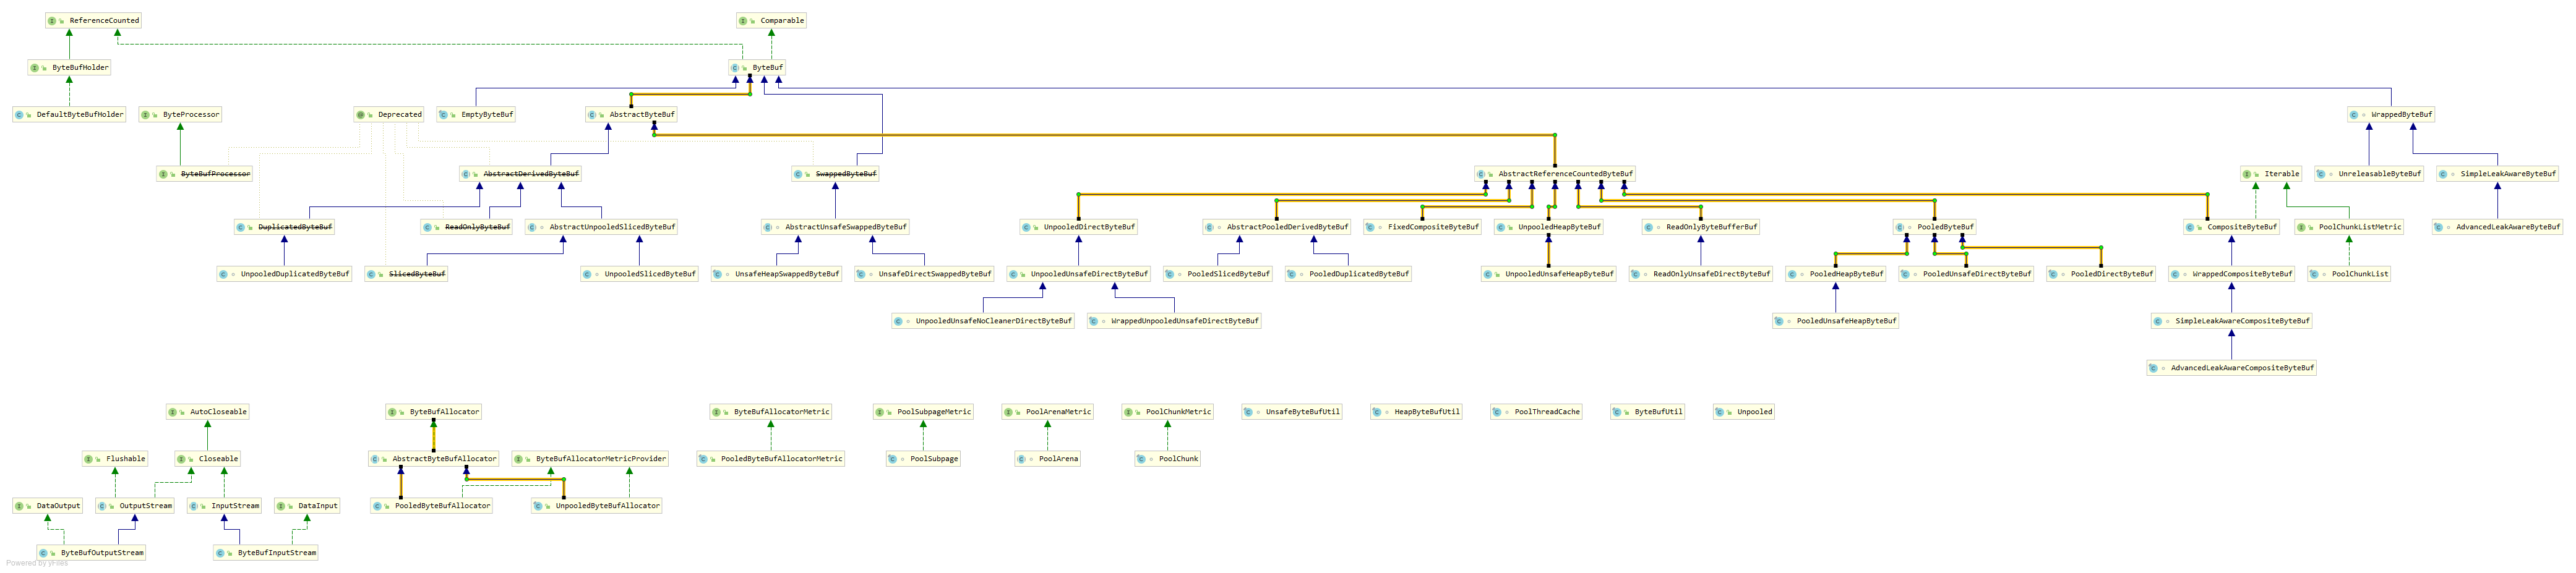 ReferenceCounted
Comparable
ByteBufHolder
ByteBuf
DefaultByteBufHolder
ByteProcessor
Deprecated
EmptyByteBuf
AbstractByteBuf
WrappedByteBuf
ByteBufProcessor
AbstractDerivedByteBuf
SwappedByteBuf
AbstractReferenceCountedByteBuf
Iterable
UnreleasableByteBuf
SimpleLeakAwareByteBuf
DuplicatedByteBuf
ReadOnlyByteBuf
AbstractUnpooledSlicedByteBuf
AbstractUnsafeSwappedByteBuf
UnpooledDirectByteBuf
AbstractPooledDerivedByteBuf
FixedCompositeByteBuf
UnpooledHeapByteBuf
ReadOnlyByteBufferBuf
PooledByteBuf
CompositeByteBuf
PoolChunkListMetric
AdvancedLeakAwareByteBuf
UnpooledDuplicatedByteBuf
SlicedByteBuf
UnpooledSlicedByteBuf
UnsafeHeapSwappedByteBuf
UnsafeDirectSwappedByteBuf
UnpooledUnsafeDirectByteBuf
PooledSlicedByteBuf
PooledDuplicatedByteBuf
UnpooledUnsafeHeapByteBuf
ReadOnlyUnsafeDirectByteBuf
PooledHeapByteBuf
PooledUnsafeDirectByteBuf
PooledDirectByteBuf
WrappedCompositeByteBuf
PoolChunkList
UnpooledUnsafeNoCleanerDirectByteBuf
WrappedUnpooledUnsafeDirectByteBuf
PooledUnsafeHeapByteBuf
SimpleLeakAwareCompositeByteBuf
AdvancedLeakAwareCompositeByteBuf
AutoCloseable
ByteBufAllocator
ByteBufAllocatorMetric
PoolSubpageMetric
PoolArenaMetric
PoolChunkMetric
UnsafeByteBufUtil
HeapByteBufUtil
PoolThreadCache
ByteBufUtil
Unpooled
Flushable
Closeable
AbstractByteBufAllocator
ByteBufAllocatorMetricProvider
PooledByteBufAllocatorMetric
PoolSubpage
PoolArena
PoolChunk
DataOutput
OutputStream
InputStream
DataInput
PooledByteBufAllocator
UnpooledByteBufAllocator
ByteBufOutputStream
ByteBufInputStream
Powered by yFiles